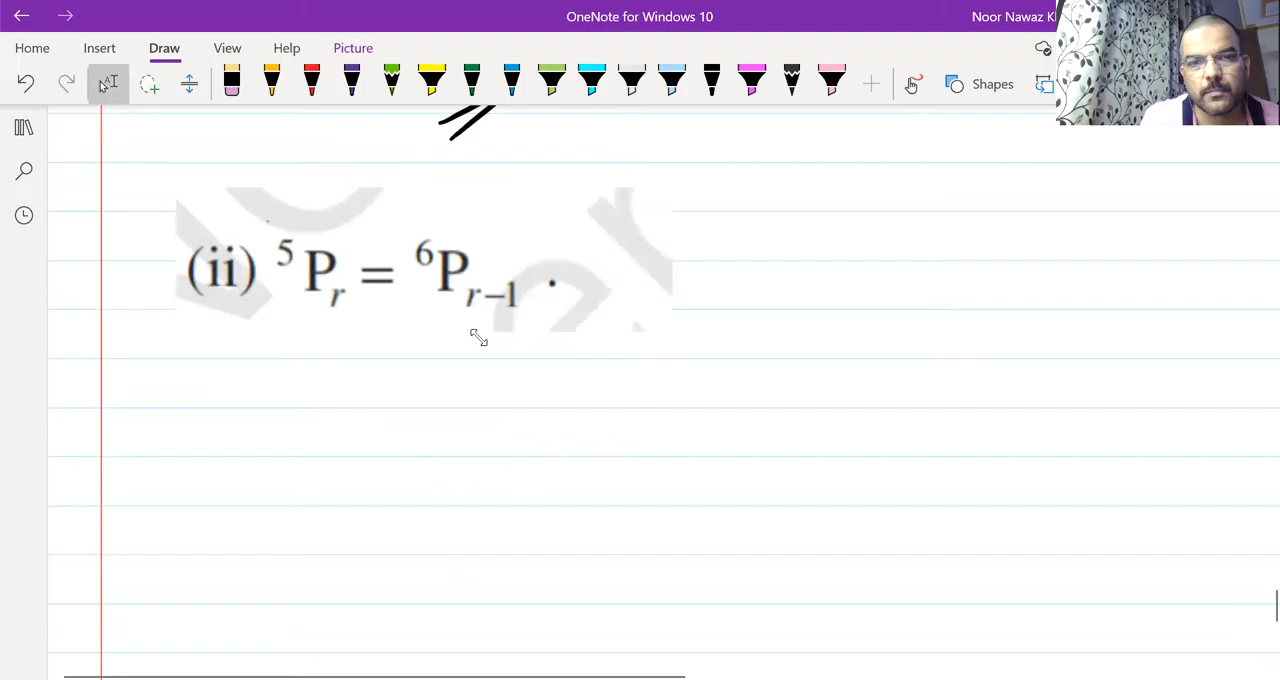 OneNote for Windows 10
Noor Nawaz K
Home Insert Draw View Help Picture
Shapes
(ii) ⁵Pᵣ = ⁶Pᵣ₋₁ .